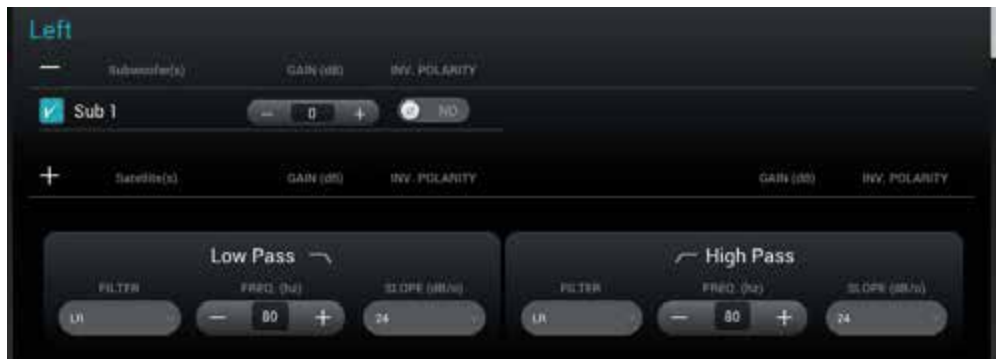 Left
Subwoofer(s) GAIN (dB) INV. POLARITY
Sub 1 0 NO
Satellite(s) GAIN (dB) INV. POLARITY GAIN (dB) INV. POLARITY
Low Pass High Pass
FILTER FREQ. (hz) SLOPE (dB/o) FILTER FREQ. (hz) SLOPE (dB/o)
LR 80 24 LR 80 24